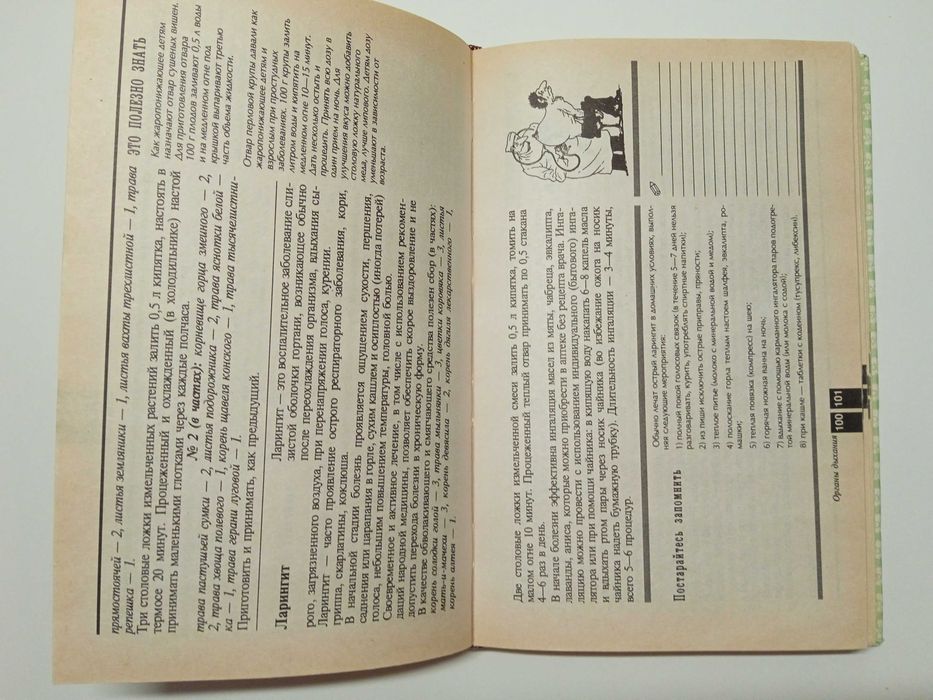 прямостоячей — 2, листья земляники — 1, листья вахты трехлистной — 1, трава
репешка — 1.
Три столовые ложки измельченных растений залить 0,5 л кипятка, настоять в
термосе 20 минут. Процеженный и охлажденный (в холодильнике) настой
принимать маленькими глотками через каждые полчаса.
№ 2 (в частях): корневище горца змеиного — 2,
трава пастушьей сумки — 2, листья подорожника — 2, трава яснотки белой —
2, трава хвоща полевого — 1, корень щавеля конского — 1, трава тысячелистни-
ка — 1, трава герани луговой — 1.
Приготовить и принимать, как предыдущий.
Ларингит
Ларингит — это воспалительное заболевание сли-
зистой оболочки гортани, возникающее обычно
после переохлаждения организма, вдыхания сы-
рого, загрязненного воздуха, при перенапряжении голоса, курении.
Ларингит — часто проявление острого респираторного заболевания, кори,
гриппа, скарлатины, коклюша.
В начальной стадии болезнь проявляется ощущением сухости, першения,
саднения или царапания в горле, сухим кашлем и осиплостью (иногда потерей)
голоса, небольшим повышением температуры, головной болью.
Своевременное и активное лечение, в том числе с использованием рекомен-
даций народной медицины, позволяет обеспечить скорое выздоровление и не
допустить перехода болезни в хроническую форму.
В качестве обволакивающего и смягчающего средства полезен сбор (в частях):
корень солодки голой — 3, трава мыльнянки — 3, цветки коровяка — 3, листья
мать-и-мачехи — 3, корень девясила — 2, корень дягиля лекарственного — 1,
корень алтея — 1.
ЭТО ПОЛЕЗНО ЗНАТЬ
Как жаропонижающее детям
назначают отвар сушеных вишен.
Для приготовления отвара
100 г плодов заливают 0,5 л воды
и на медленном огне под
крышкой выпаривают третью
часть объема жидкости.
Отвар перловой крупы давали как
жаропонижающее детям и
взрослым при простудных
заболеваниях. 100 г крупы залить
литром воды и кипятить на
медленном огне 10—15 минут.
Дать несколько остыть и
процедить. Принять всю дозу в
один прием на ночь. Для
улучшения вкуса можно добавить
столовую ложку натурального
меда, лучше липового. Детям дозу
уменьшают в зависимости от
возраста.
Две столовые ложки измельченной смеси залить 0,5 л кипятка, томить на
малом огне 10 минут. Процеженный теплый отвар принимать по 0,5 стакана
4—6 раз в день.
В начале болезни эффективна ингаляция масел из мяты, чабреца, эвкалипта,
лаванды, аниса, которые можно приобрести в аптеке без рецепта врача. Инга-
ляции можно провести с использованием индивидуального (бытового) инга-
лятора или при помощи чайника: в кипящую воду накапать 6—8 капель масла
и вдыхать ртом пары через носик чайника (во избежание ожога на носик
чайника надеть бумажную трубку). Длительность ингаляции — 3—4 минуты,
всего 5—6 процедур.
Постарайтесь запомнить
Обычно лечат острый ларингит в домашних условиях, выпол-
няя следующие мероприятия:
1) полный покой голосовых связок (в течение 5—7 дней нельзя
разговаривать, курить, употреблять спиртные напитки);
2) из пищи исключить острые приправы, пряности;
3) теплое питье (молоко с минеральной водой и медом);
4) полоскание горла теплым настоем шалфея, эвкалипта, ро-
машки;
5) теплая повязка (компресс) на шею;
6) горячая ножная ванна на ночь;
7) вдыхание с помощью карманного ингалятора паров подогре-
той минеральной воды (или молока с содой);
8) при кашле — таблетки с кодеином (тусупрекс, либексин).
Органы дыхания
100 101